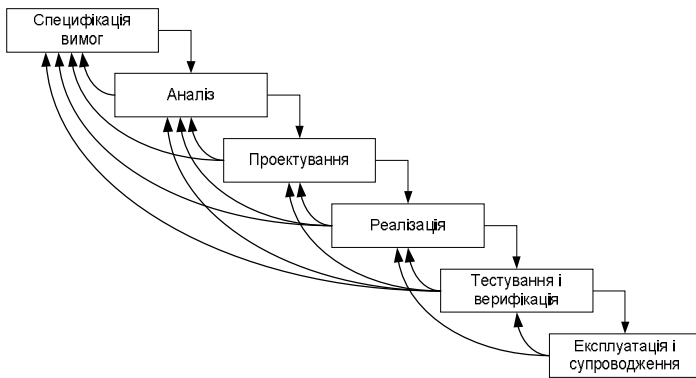 Специфікація
вимог
Аналіз
Проектування
Реалізація
Тестування і
верифікація
Експлуатація і
супроводження